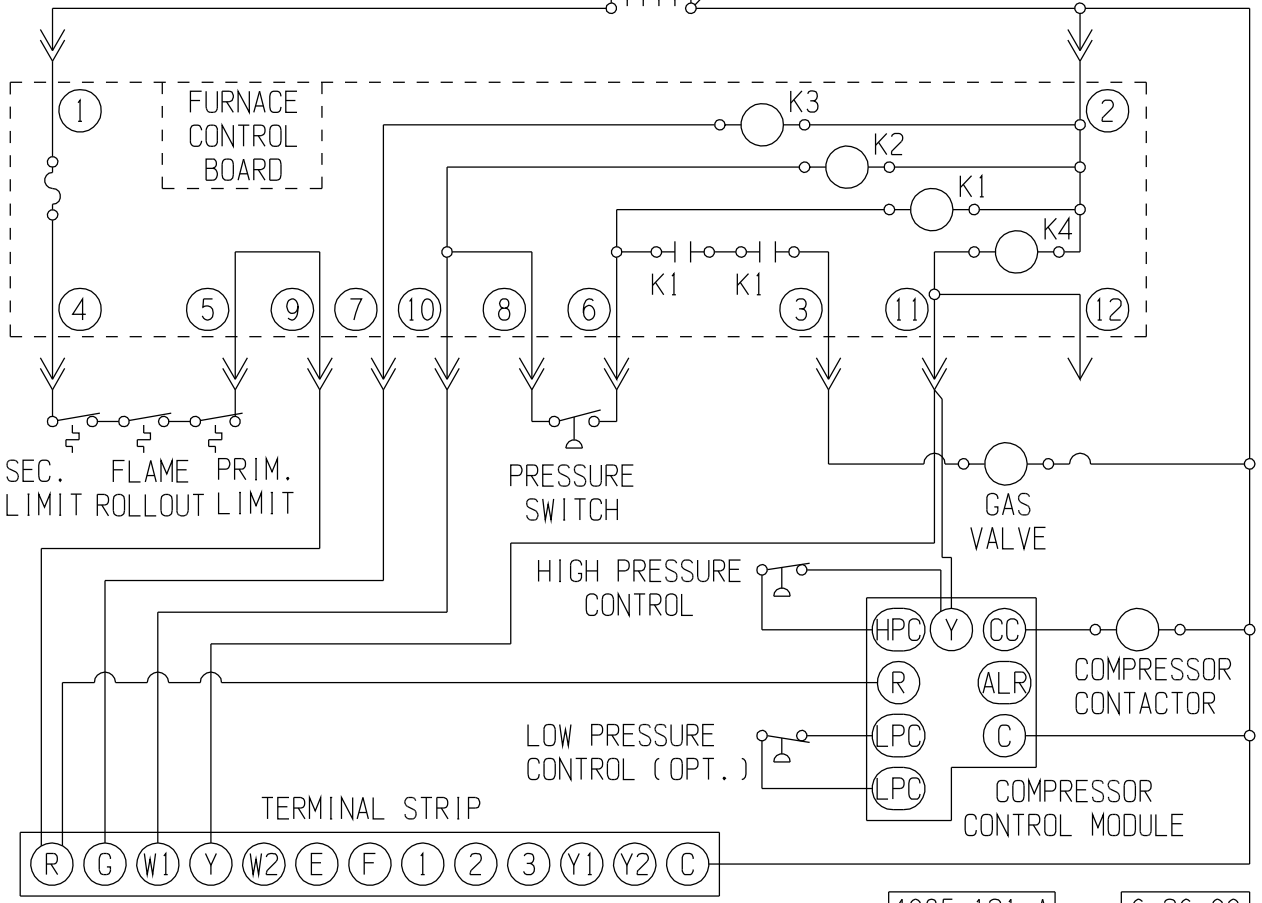 1
FURNACE
CONTROL
BOARD
K3
2
K2
K1
K4
K1
K1
4
5
9
7
10
8
6
3
11
12
SEC.
LIMIT
FLAME
ROLLOUT
PRIM.
LIMIT
PRESSURE
SWITCH
GAS
VALVE
HIGH PRESSURE
CONTROL
HPC
Y
CC
COMPRESSOR
CONTACTOR
R
ALR
LOW PRESSURE
CONTROL (OPT.)
LPC
C
LPC
COMPRESSOR
CONTROL MODULE
TERMINAL STRIP
R G W1 Y W2 E F 1 2 3 Y1 Y2 C